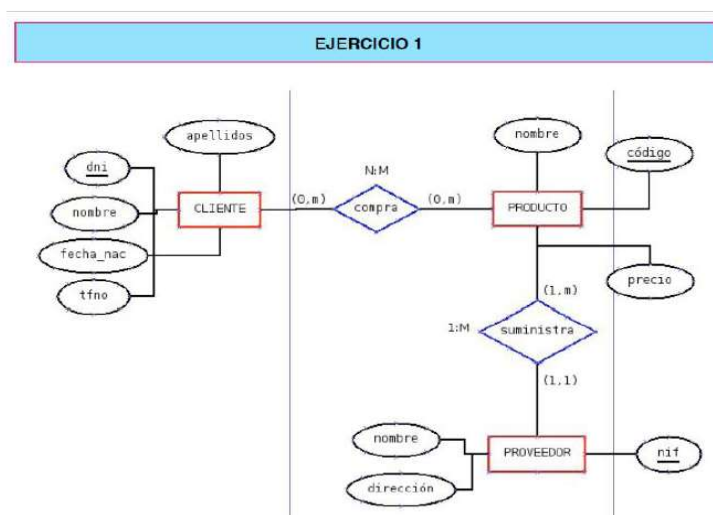 EJERCICIO 1
apellidos
nombre
dni
código
N:M
nombre
CLIENTE
(0,m)
compra
(0,m)
PRODUCTO
fecha_nac
tfno
precio
(1,m)
1:M
suministra
(1,1)
nombre
PROVEEDOR
nif
dirección